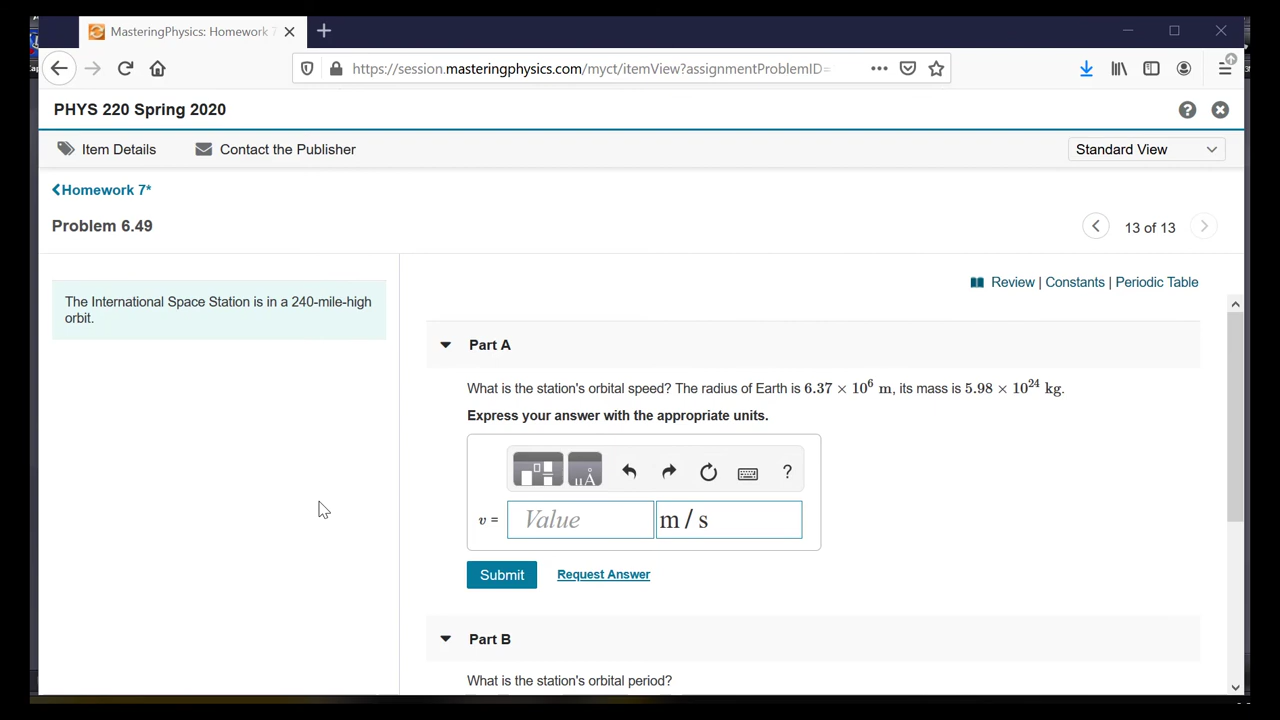 MasteringPhysics: Homework 7
https://session.masteringphysics.com/myct/itemView?assignmentProblemID=
PHYS 220 Spring 2020
Item Details
Contact the Publisher
Standard View
Homework 7*
Problem 6.49
13 of 13
The International Space Station is in a 240-mile-high
orbit.
Review | Constants | Periodic Table
Part A
What is the station's orbital speed? The radius of Earth is 6.37 × 10⁶ m, its mass is 5.98 × 10²⁴ kg.
Express your answer with the appropriate units.
μÅ
?
v = Value m / s
Submit
Request Answer
Part B
What is the station's orbital period?